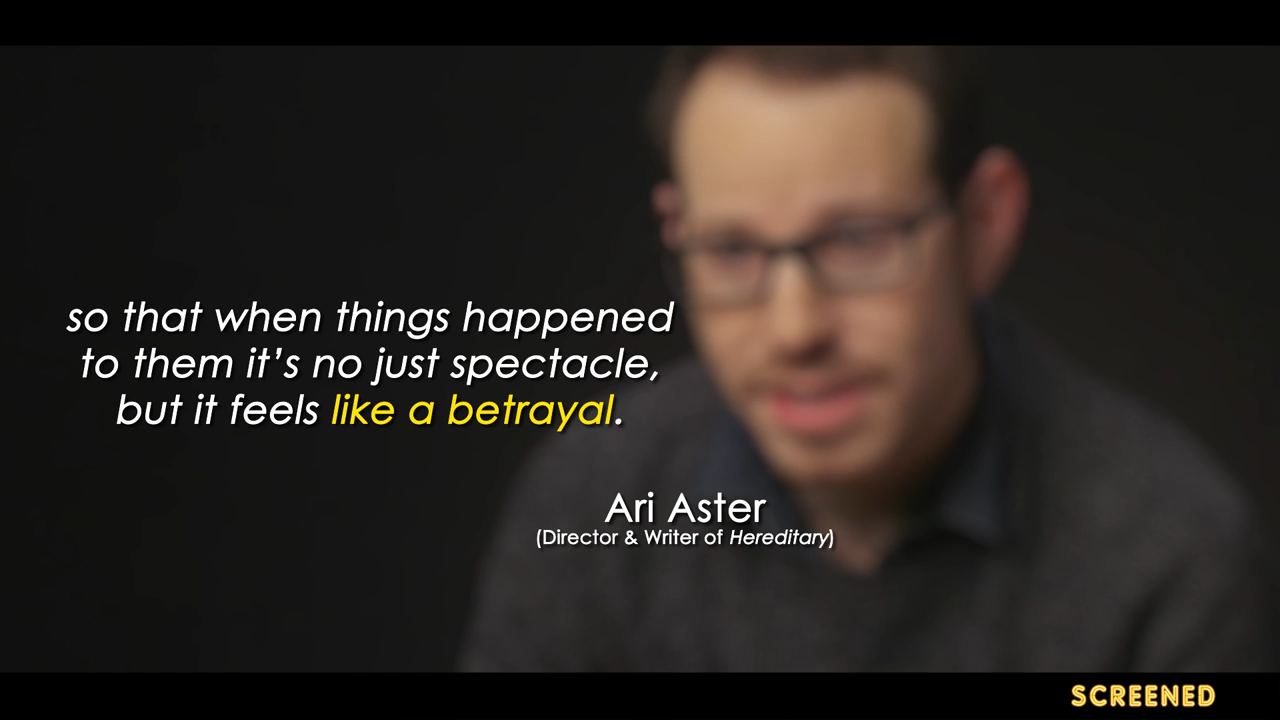 so that when things happened
to them it's no just spectacle,
but it feels like a betrayal.
Ari Aster
(Director & Writer of Hereditary)
SCREENED